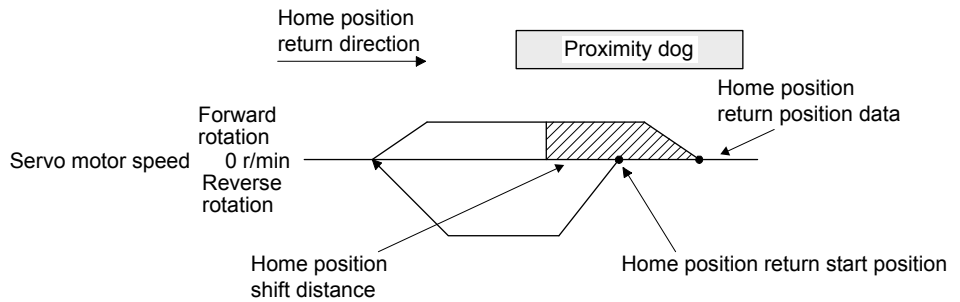 Home position
return direction
Proximity dog
Home position
return position data
Forward
rotation
Servo motor speed 0 r/min
Reverse
rotation
Home position
shift distance
Home position return start position